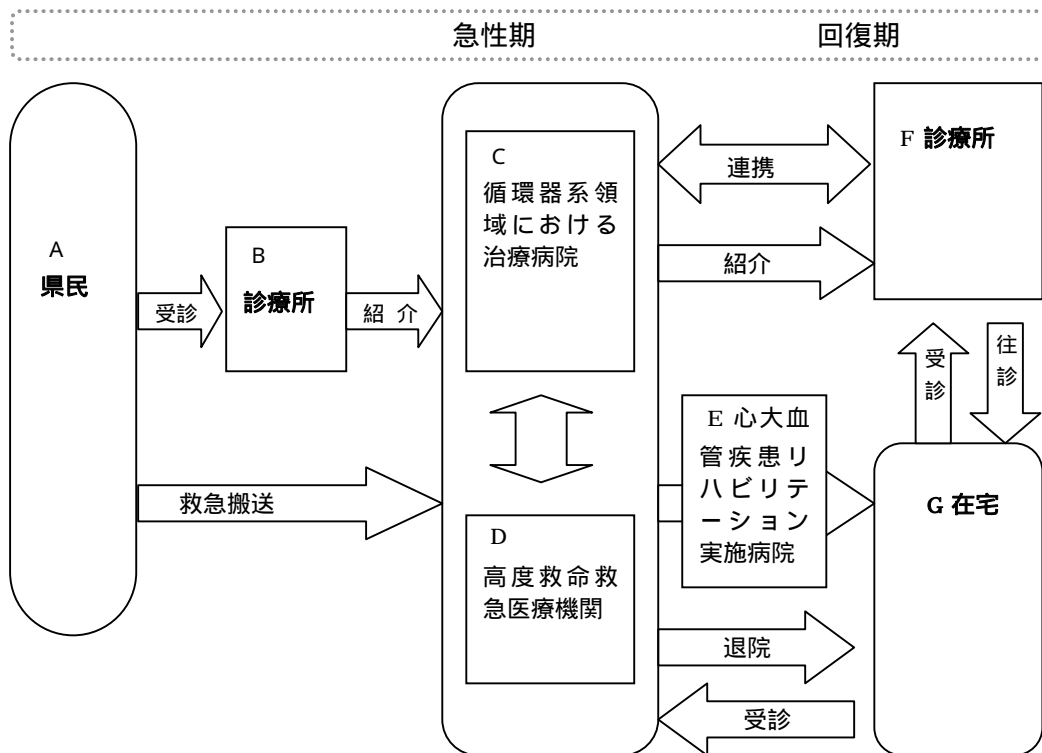 急性期
回復期
A
県民
受診
B
診療所
紹 介
救急搬送
C
循環器系領
域における
治療病院
D
高度救命救
急医療機関
連携
紹介
E 心大血
管疾患リ
ハビリテ
ーション
実施病院
退院
受診
F 診療所
受
診
往
診
G 在宅